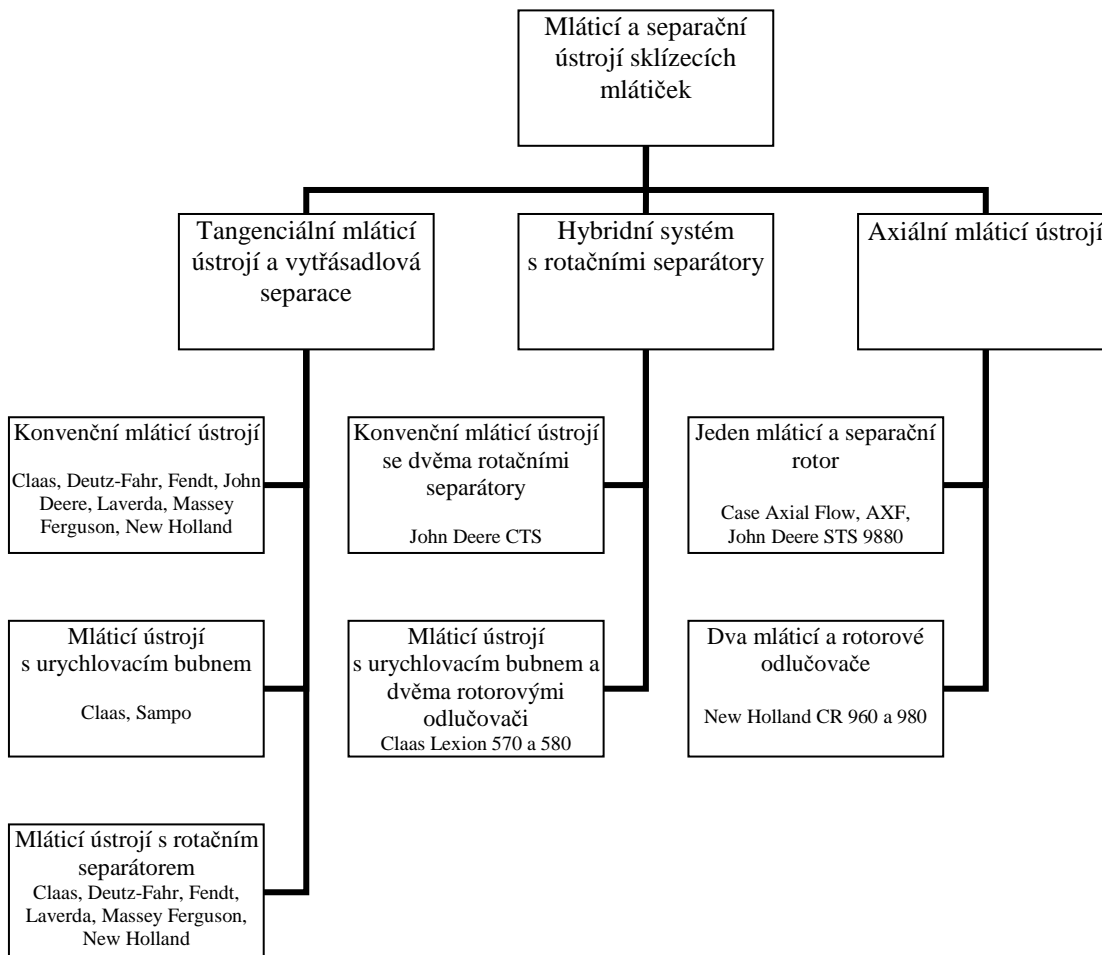 Mláticí a separační
ústrojí sklízecích
mlátiček
Tangenciální mláticí
ústrojí a vytřásadlová
separace
Hybridní systém
s rotačními separátory
Axiální mláticí ústrojí
Konvenční mláticí ústrojí
Claas, Deutz-Fahr, Fendt, John
Deere, Laverda, Massey
Ferguson, New Holland
Konvenční mláticí ústrojí
se dvěma rotačními
separátory
John Deere CTS
Jeden mláticí a separační
rotor
Case Axial Flow, AXF,
John Deere STS 9880
Mláticí ústrojí
s urychlovacím bubnem
Claas, Sampo
Mláticí ústrojí
s urychlovacím bubnem a
dvěma rotorovými
odlučovači
Claas Lexion 570 a 580
Dva mláticí a rotorové
odlučovače
New Holland CR 960 a 980
Mláticí ústrojí s rotačním
separátorem
Claas, Deutz-Fahr, Fendt,
Laverda, Massey Ferguson,
New Holland